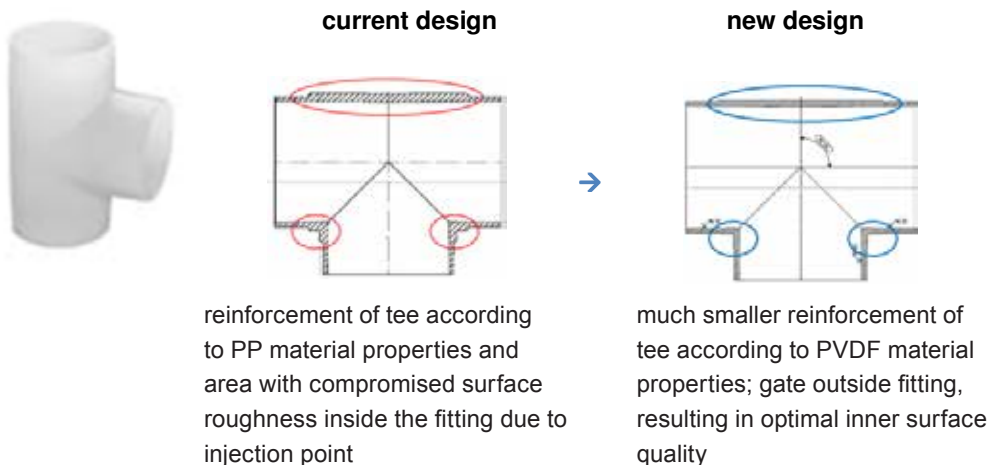 current design
new design
reinforcement of tee according
to PP material properties and
area with compromised surface
roughness inside the fitting due to
injection point
much smaller reinforcement of
tee according to PVDF material
properties; gate outside fitting,
resulting in optimal inner surface
quality